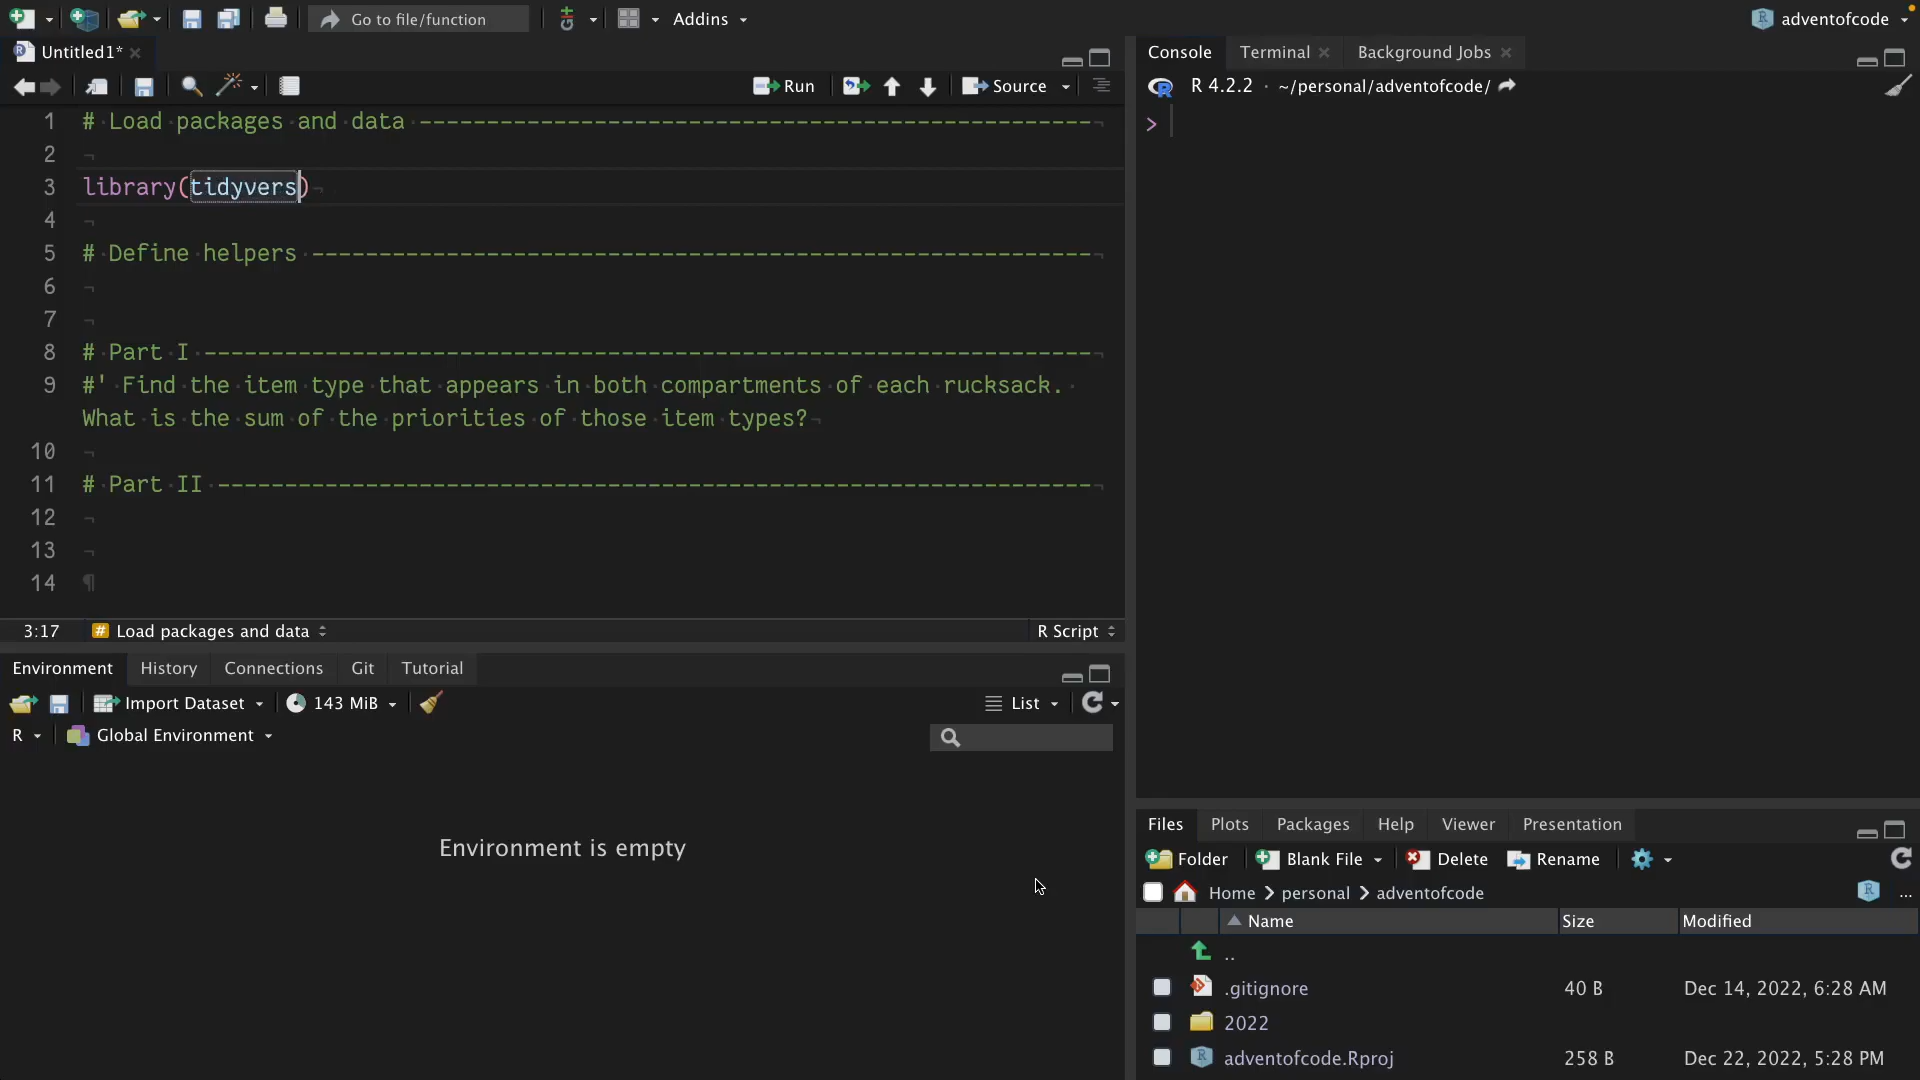 Go to file/function
Addins
adventofcode
Untitled1*
Run
Source
1 # Load packages and data --------------------------------------------------
2
3 library(tidyvers)
4
5 # Define helpers ----------------------------------------------------------
6
7
8 # Part I ------------------------------------------------------------------
9 #' Find the item type that appears in both compartments of each rucksack.
What is the sum of the priorities of those item types?
10
11 # Part II -----------------------------------------------------------------
12
13
14
3:17 # Load packages and data R Script
Environment History Connections Git Tutorial
Import Dataset 143 MiB List
R Global Environment
Environment is empty
Console Terminal Background Jobs
R 4.2.2 · ~/personal/adventofcode/
>
Files Plots Packages Help Viewer Presentation
Folder Blank File Delete Rename
Home personal adventofcode ...
Name Size Modified
..
.gitignore 40 B Dec 14, 2022, 6:28 AM
2022
adventofcode.Rproj 258 B Dec 22, 2022, 5:28 PM